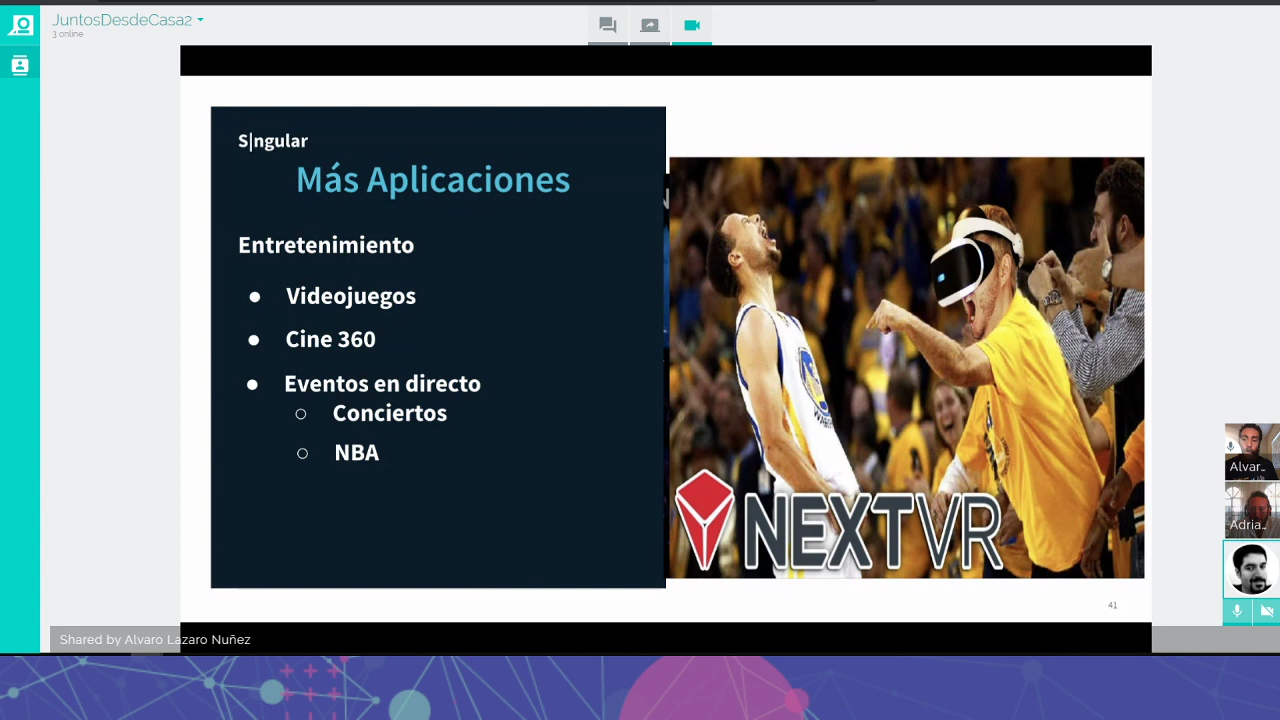 JuntosDesdeCasa2
3 online
S|ngular
Más Aplicaciones
Entretenimiento
● Videojuegos
● Cine 360
● Eventos en directo
○ Conciertos
○ NBA
NEXTVR
41
Alvar...
Adria...
Shared by Alvaro Lazaro Nuñez